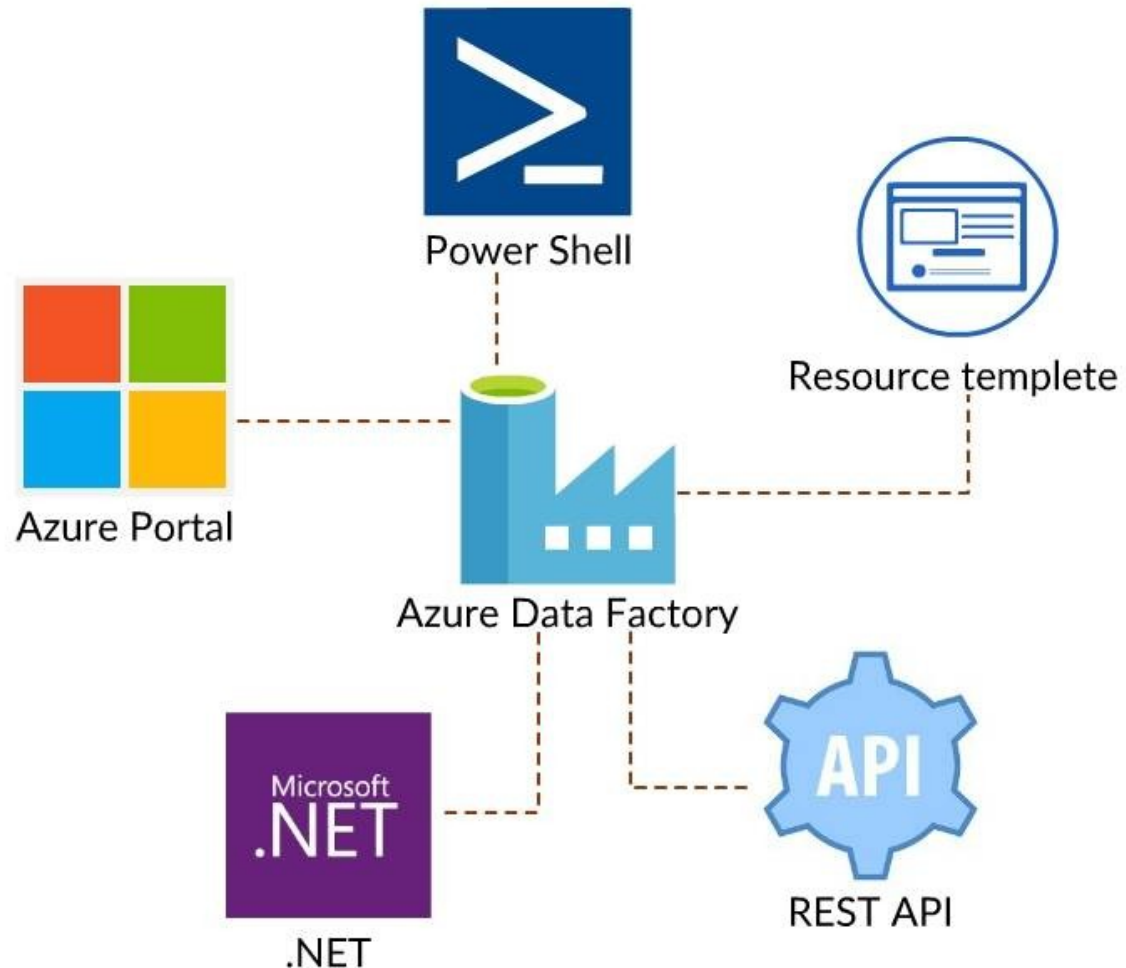 Power Shell
Resource templete
Azure Portal
Azure Data Factory
Microsoft
.NET
.NET
API
REST API